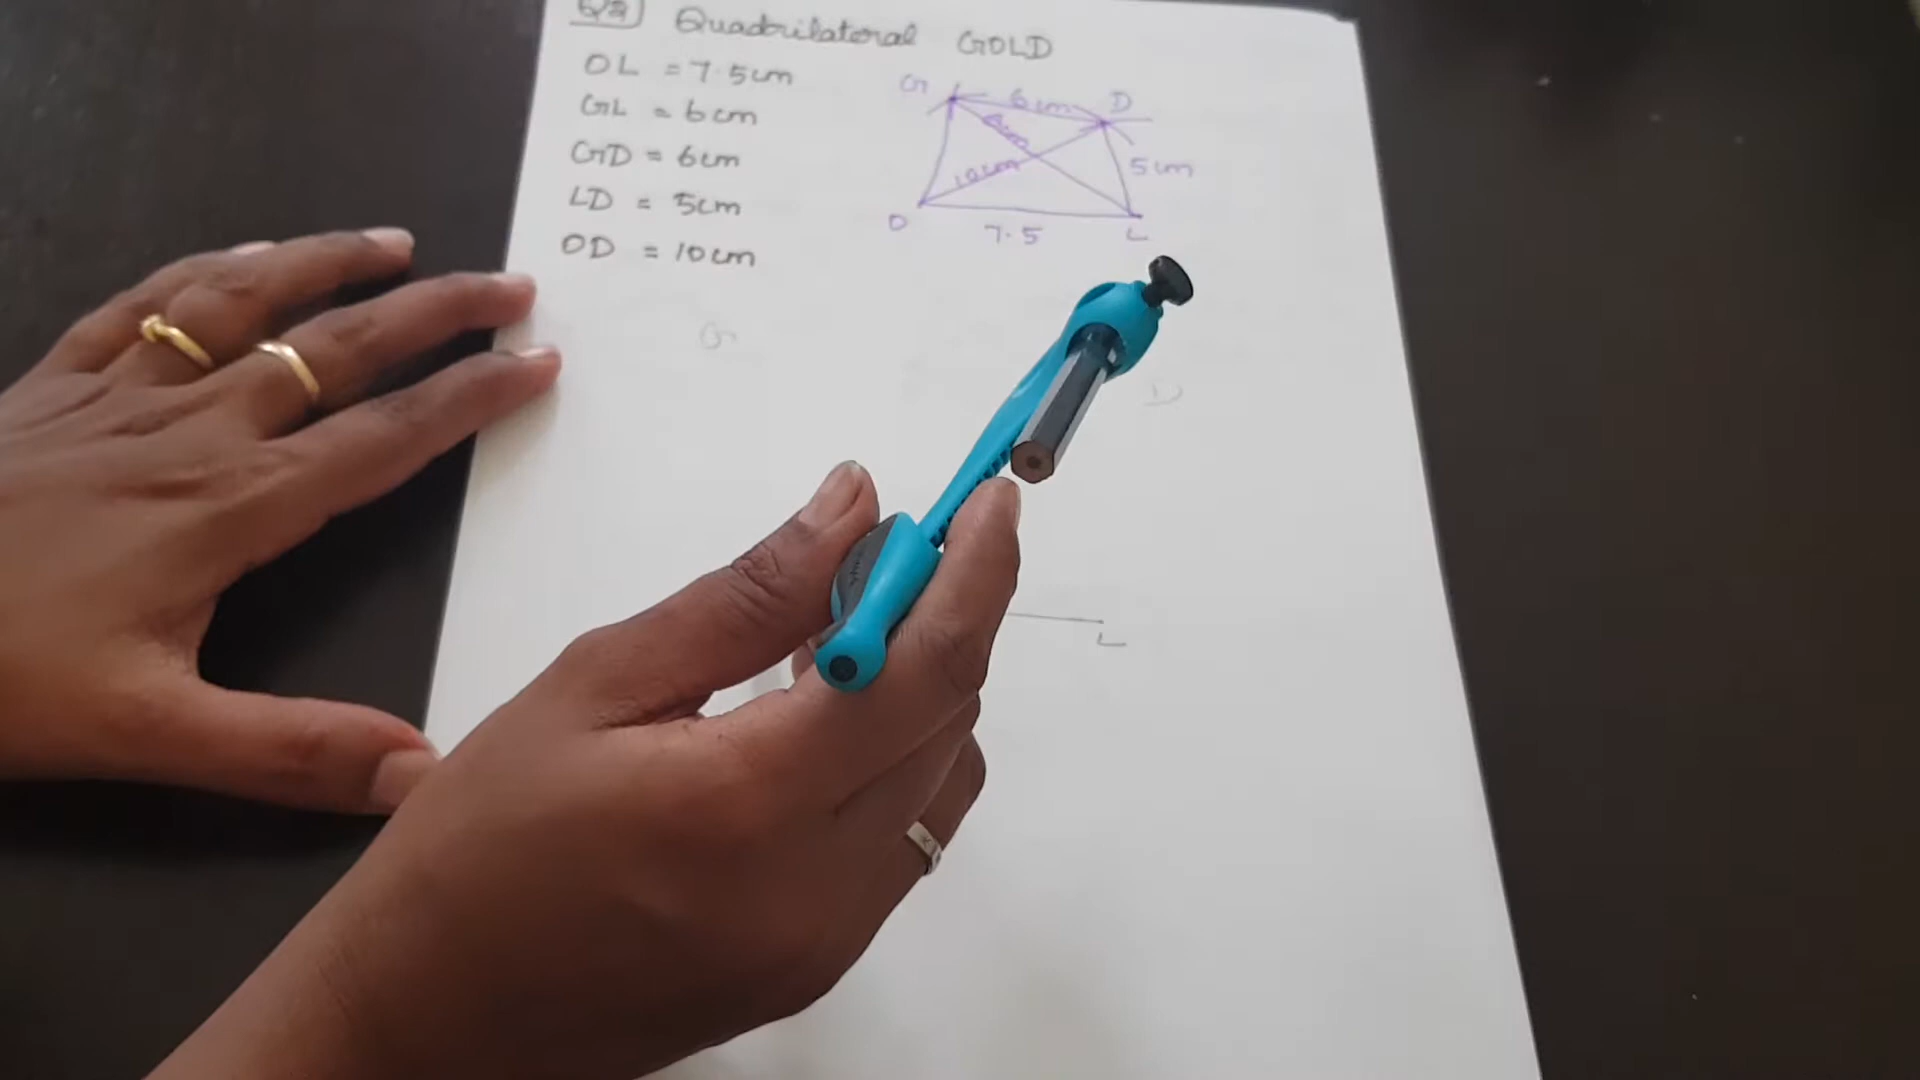 Quadrilateral GOLD
OL = 7.5cm
GL = 6cm
GD = 6cm
LD = 5cm
OD = 10cm
G 6cm D
6cm
10cm
5cm
O 7.5 L
G
D
L